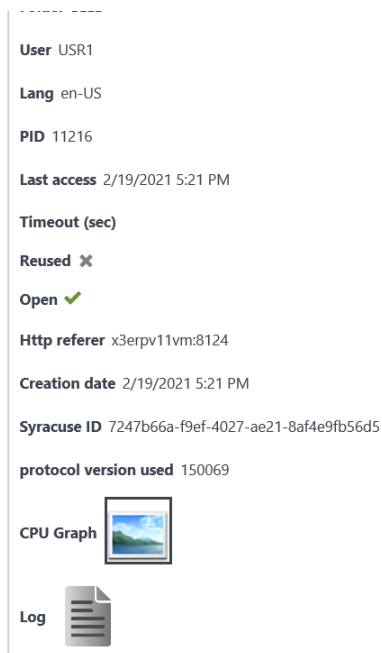 User USR1
Lang en-US
PID 11216
Last access 2/19/2021 5:21 PM
Timeout (sec)
Reused
Open
Http referer x3erpv11vm:8124
Creation date 2/19/2021 5:21 PM
Syracuse ID 7247b66a-f9ef-4027-ae21-8af4e9fb56d5
protocol version used 150069
CPU Graph
Log